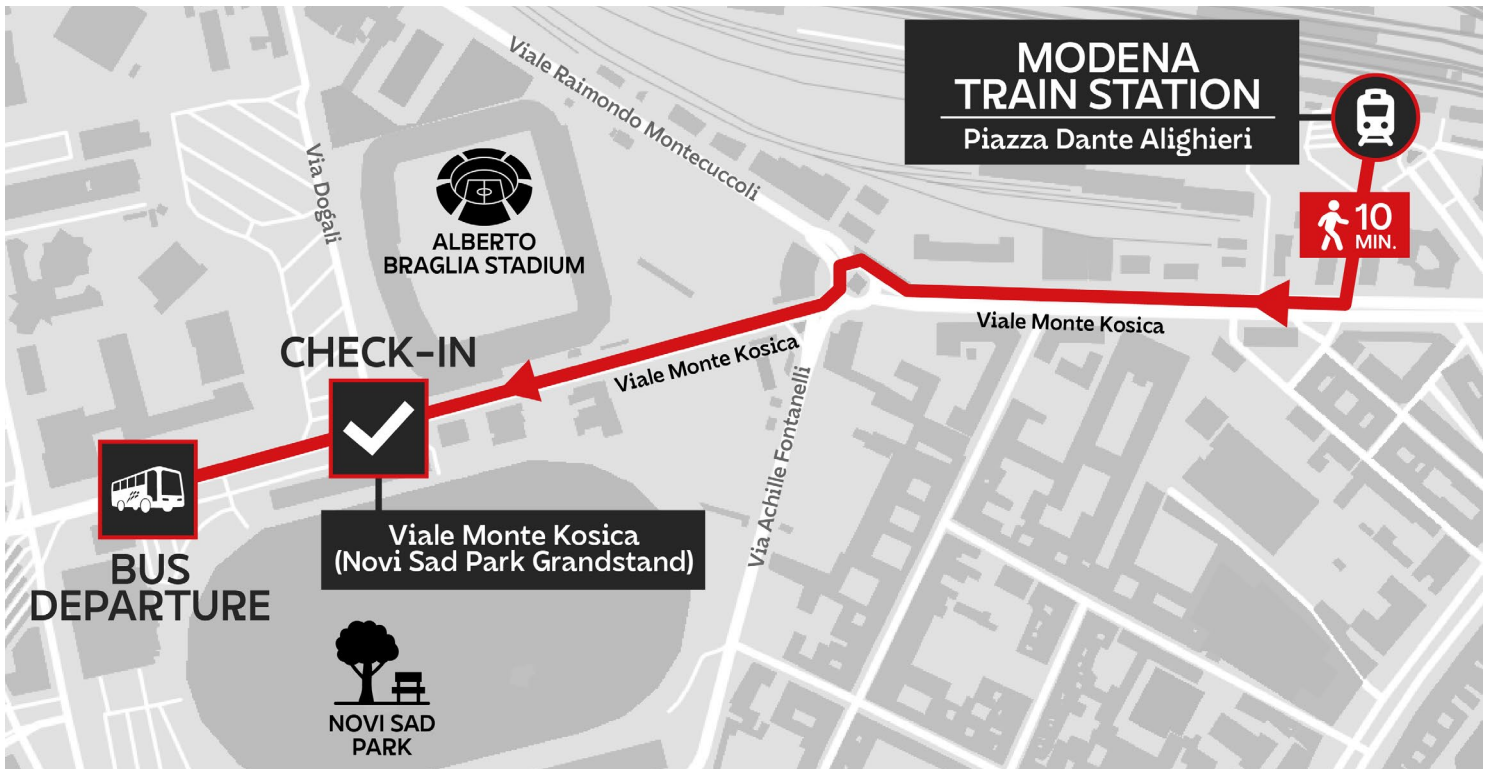 Viale Raimondo Montecuccoli
MODENA
TRAIN STATION
Piazza Dante Alighieri
Via Dogali
10
MIN.
ALBERTO
BRAGLIA STADIUM
Viale Monte Kosica
CHECK-IN
Viale Monte Kosica
Via Achille Fontanelli
Viale Monte Kosica
(Novi Sad Park Grandstand)
BUS
DEPARTURE
NOVI SAD
PARK